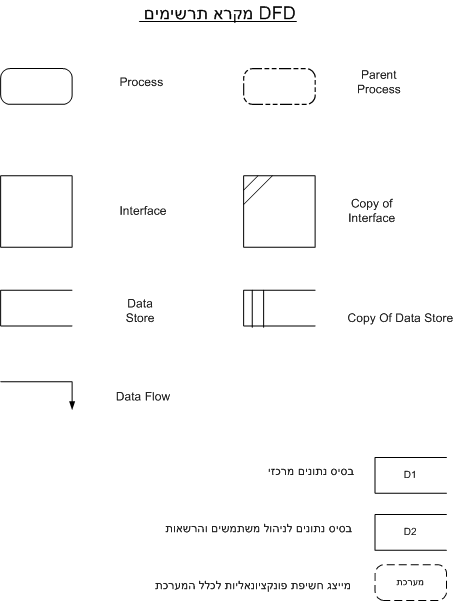 מקרא תרשימים DFD
Process
Parent
Process
Interface
Copy of
Interface
Data
Store
Copy Of Data Store
Data Flow
בסיס נתונים מרכזי
D1
בסיס נתונים לניהול משתמשים והרשאות
D2
מייצג חשיפת פונקציונאליות לכלל המערכת
מערכת